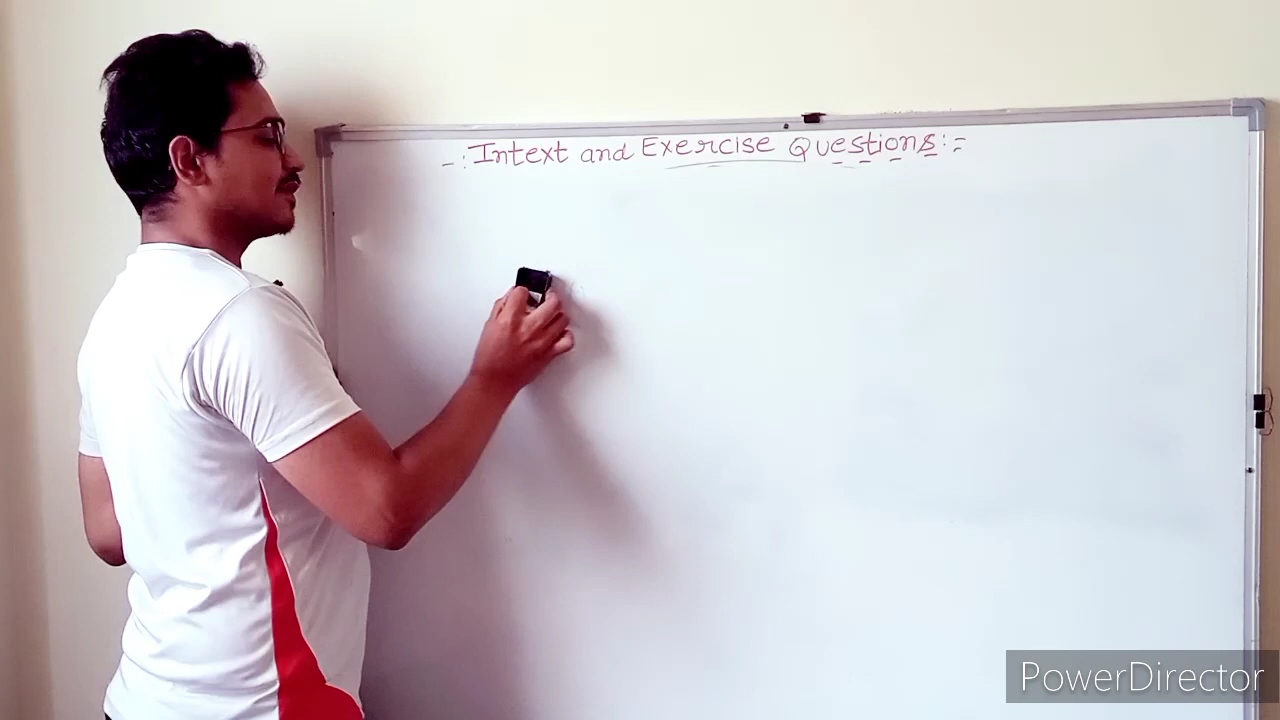 -: Intext and Exercise Questions :-
PowerDirector